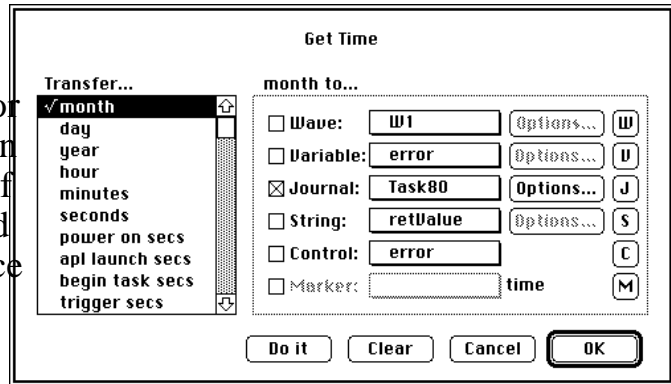 Get Time
Transfer...
month to...
√month
day
year
hour
minutes
seconds
power on secs
apl launch secs
begin task secs
trigger secs
Wave: W1 Options... W
Variable: error Options... V
Journal: Task80 Options... J
String: retValue Options... S
Control: error C
Marker: time M
Do it Clear Cancel OK
or
n
f
d
ce